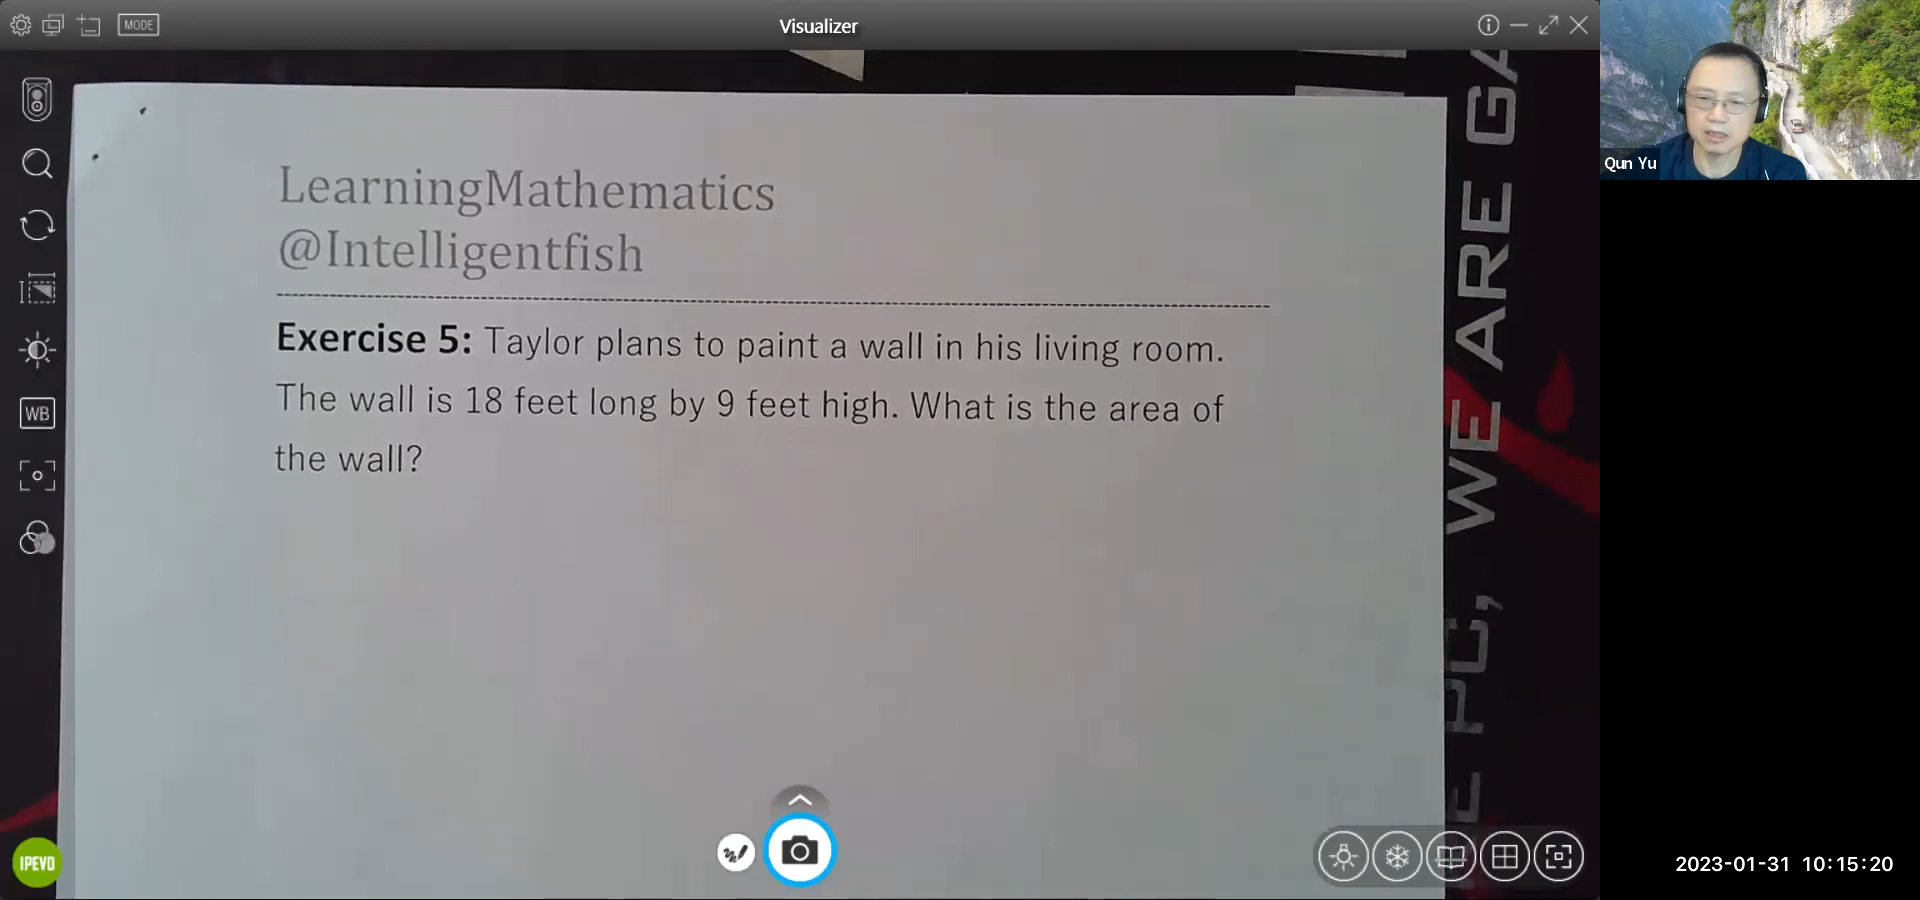 MODE
Visualizer
Qun Yu
WB
LearningMathematics
@Intelligentfish
Exercise 5: Taylor plans to paint a wall in his living room.
The wall is 18 feet long by 9 feet high. What is the area of
the wall?
WE ARE GA
PC,
IPEVO
2023-01-31 10:15:20